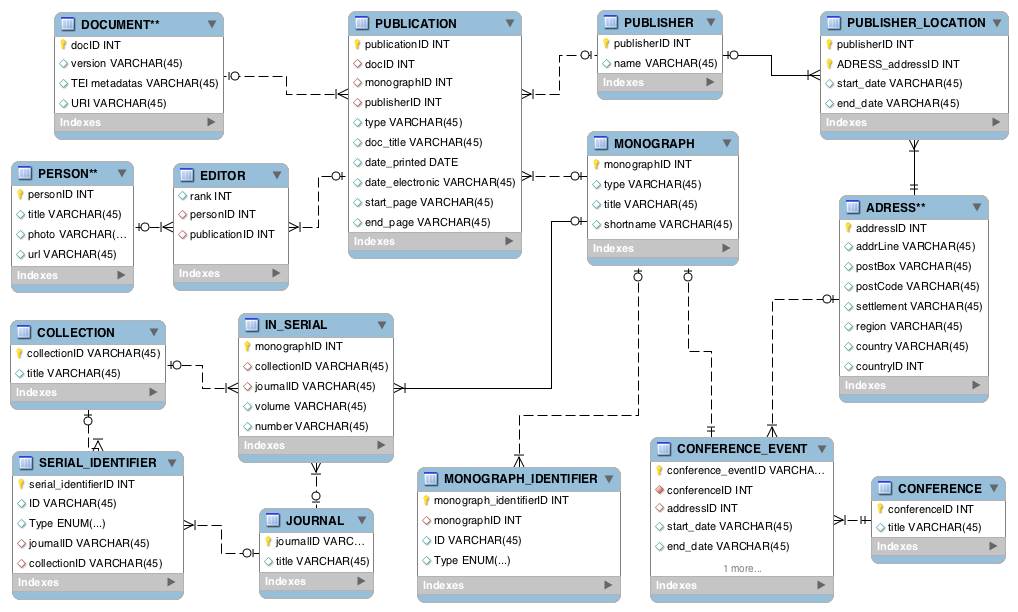 DOCUMENT**
docID INT
version VARCHAR(45)
TEI metadatas VARCHAR(45)
URI VARCHAR(45)
Indexes
PUBLICATION
publicationID INT
docID INT
monographID INT
publisherID INT
type VARCHAR(45)
doc_title VARCHAR(45)
date_printed DATE
date_electronic VARCHAR(45)
start_page VARCHAR(45)
end_page VARCHAR(45)
Indexes
PUBLISHER
publisherID INT
name VARCHAR(45)
Indexes
PUBLISHER_LOCATION
publisherID INT
ADRESS_addressID INT
start_date VARCHAR(45)
end_date VARCHAR(45)
Indexes
PERSON**
personID INT
title VARCHAR(45)
photo VARCHAR(...
url VARCHAR(45)
Indexes
EDITOR
rank INT
personID INT
publicationID INT
Indexes
MONOGRAPH
monographID INT
type VARCHAR(45)
title VARCHAR(45)
shortname VARCHAR(45)
Indexes
ADRESS**
addressID INT
addrLine VARCHAR(45)
postBox VARCHAR(45)
postCode VARCHAR(45)
settlement VARCHAR(45)
region VARCHAR(45)
country VARCHAR(45)
countryID INT
Indexes
COLLECTION
collectionID VARCHAR(45)
title VARCHAR(45)
Indexes
IN_SERIAL
monographID INT
collectionID VARCHAR(45)
journalID VARCHAR(45)
volume VARCHAR(45)
number VARCHAR(45)
Indexes
SERIAL_IDENTIFIER
serial_identifierID INT
ID VARCHAR(45)
Type ENUM(...)
journalID VARCHAR(45)
collectionID VARCHAR(45)
Indexes
JOURNAL
journalID VARC...
title VARCHAR(45)
Indexes
MONOGRAPH_IDENTIFIER
monograph_identifierID INT
monographID INT
ID VARCHAR(45)
Type ENUM(...)
Indexes
CONFERENCE_EVENT
conference_eventID VARCHA...
conferenceID INT
addressID INT
start_date VARCHAR(45)
end_date VARCHAR(45)
1 more...
Indexes
CONFERENCE
conferenceID INT
title VARCHAR(45)
Indexes